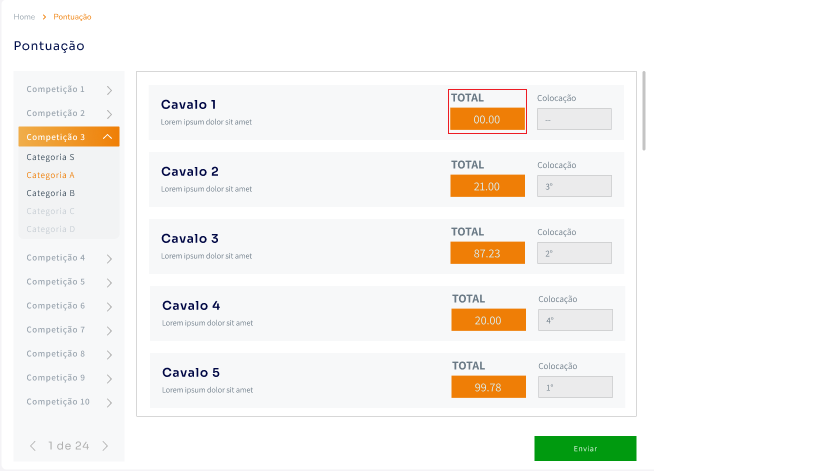 Home > Pontuação
Pontuação
Competição 1
Competição 2
Competição 3
Categoria S
Categoria A
Categoria B
Categoria C
Categoria D
Competição 4
Competição 5
Competição 6
Competição 7
Competição 8
Competição 9
Competição 10
1 de 24
Cavalo 1
Lorem ipsum dolor sit amet
TOTAL
00.00
Colocação
--
Cavalo 2
Lorem ipsum dolor sit amet
TOTAL
21.00
Colocação
3º
Cavalo 3
Lorem ipsum dolor sit amet
TOTAL
87.23
Colocação
2º
Cavalo 4
Lorem ipsum dolor sit amet
TOTAL
20.00
Colocação
4º
Cavalo 5
Lorem ipsum dolor sit amet
TOTAL
99.78
Colocação
1º
Enviar